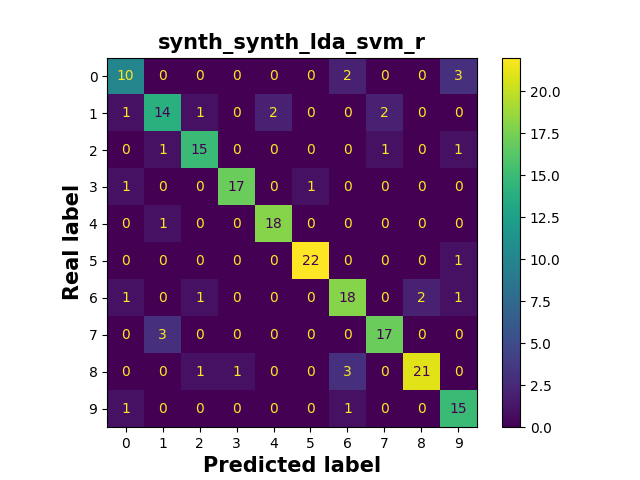 synth_synth_lda_svm_r
0 10 0 0 0 0 0 2 0 0 3
1 1 14 1 0 2 0 0 2 0 0
2 0 1 15 0 0 0 0 1 0 1
3 1 0 0 17 0 1 0 0 0 0
4 0 1 0 0 18 0 0 0 0 0
5 0 0 0 0 0 22 0 0 0 1
6 1 0 1 0 0 0 18 0 2 1
7 0 3 0 0 0 0 0 17 0 0
8 0 0 1 1 0 0 3 0 21 0
9 1 0 0 0 0 0 1 0 0 15
0 1 2 3 4 5 6 7 8 9
Predicted label
Real label
20.0
17.5
15.0
12.5
10.0
7.5
5.0
2.5
0.0